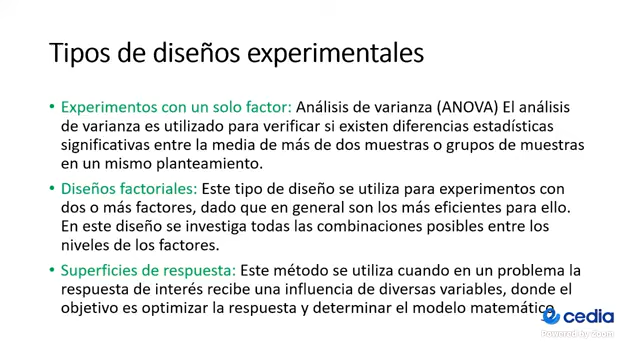 Tipos de diseños experimentales
• Experimentos con un solo factor: Análisis de varianza (ANOVA) El análisis
de varianza es utilizado para verificar si existen diferencias estadísticas
significativas entre la media de más de dos muestras o grupos de muestras
en un mismo planteamiento.
• Diseños factoriales: Este tipo de diseño se utiliza para experimentos con
dos o más factores, dado que en general son los más eficientes para ello.
En este diseño se investiga todas las combinaciones posibles entre los
niveles de los factores.
• Superficies de respuesta: Este método se utiliza cuando en un problema la
respuesta de interés recibe una influencia de diversas variables, donde el
objetivo es optimizar la respuesta y determinar el modelo matemático
cedia
Powered by Zoom